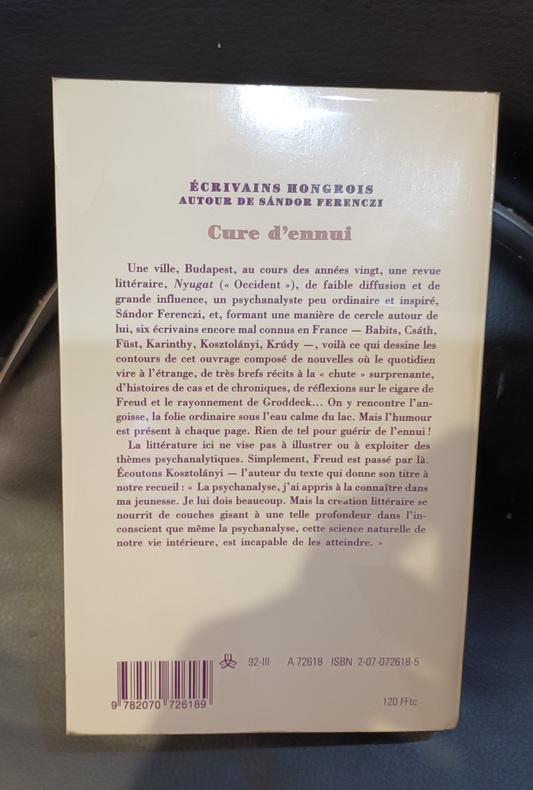 ÉCRIVAINS HONGROIS
AUTOUR DE SÁNDOR FERENCZI
Cure d'ennui
Une ville, Budapest, au cours des années vingt, une revue
littéraire, Nyugat (« Occident »), de faible diffusion et de
grande influence, un psychanalyste peu ordinaire et inspiré,
Sándor Ferenczi, et, formant une manière de cercle autour de
lui, six écrivains encore mal connus en France — Babits, Csáth,
Füst, Karinthy, Kosztolányi, Krúdy —, voilà ce qui dessine les
contours de cet ouvrage composé de nouvelles où le quotidien
vire à l'étrange, de très brefs récits à la « chute » surprenante,
d'histoires de cas et de chroniques, de réflexions sur le cigare de
Freud et le rayonnement de Groddeck... On y rencontre l'an-
goisse, la folie ordinaire sous l'eau calme du lac. Mais l'humour
est présent à chaque page. Rien de tel pour guérir de l'ennui !
La littérature ici ne vise pas à illustrer ou à exploiter des
thèmes psychanalytiques. Simplement, Freud est passé par là.
Écoutons Kosztolányi — l'auteur du texte qui donne son titre à
notre recueil : « La psychanalyse, j'ai appris à la connaître dans
ma jeunesse. Je lui dois beaucoup. Mais la création littéraire se
nourrit de couches gisant à une telle profondeur dans l'in-
conscient que même la psychanalyse, cette science naturelle de
notre vie intérieure, est incapable de les atteindre. »
92-III A 72618 ISBN 2-07-072618-5
9 782070 726189
120 FFtc